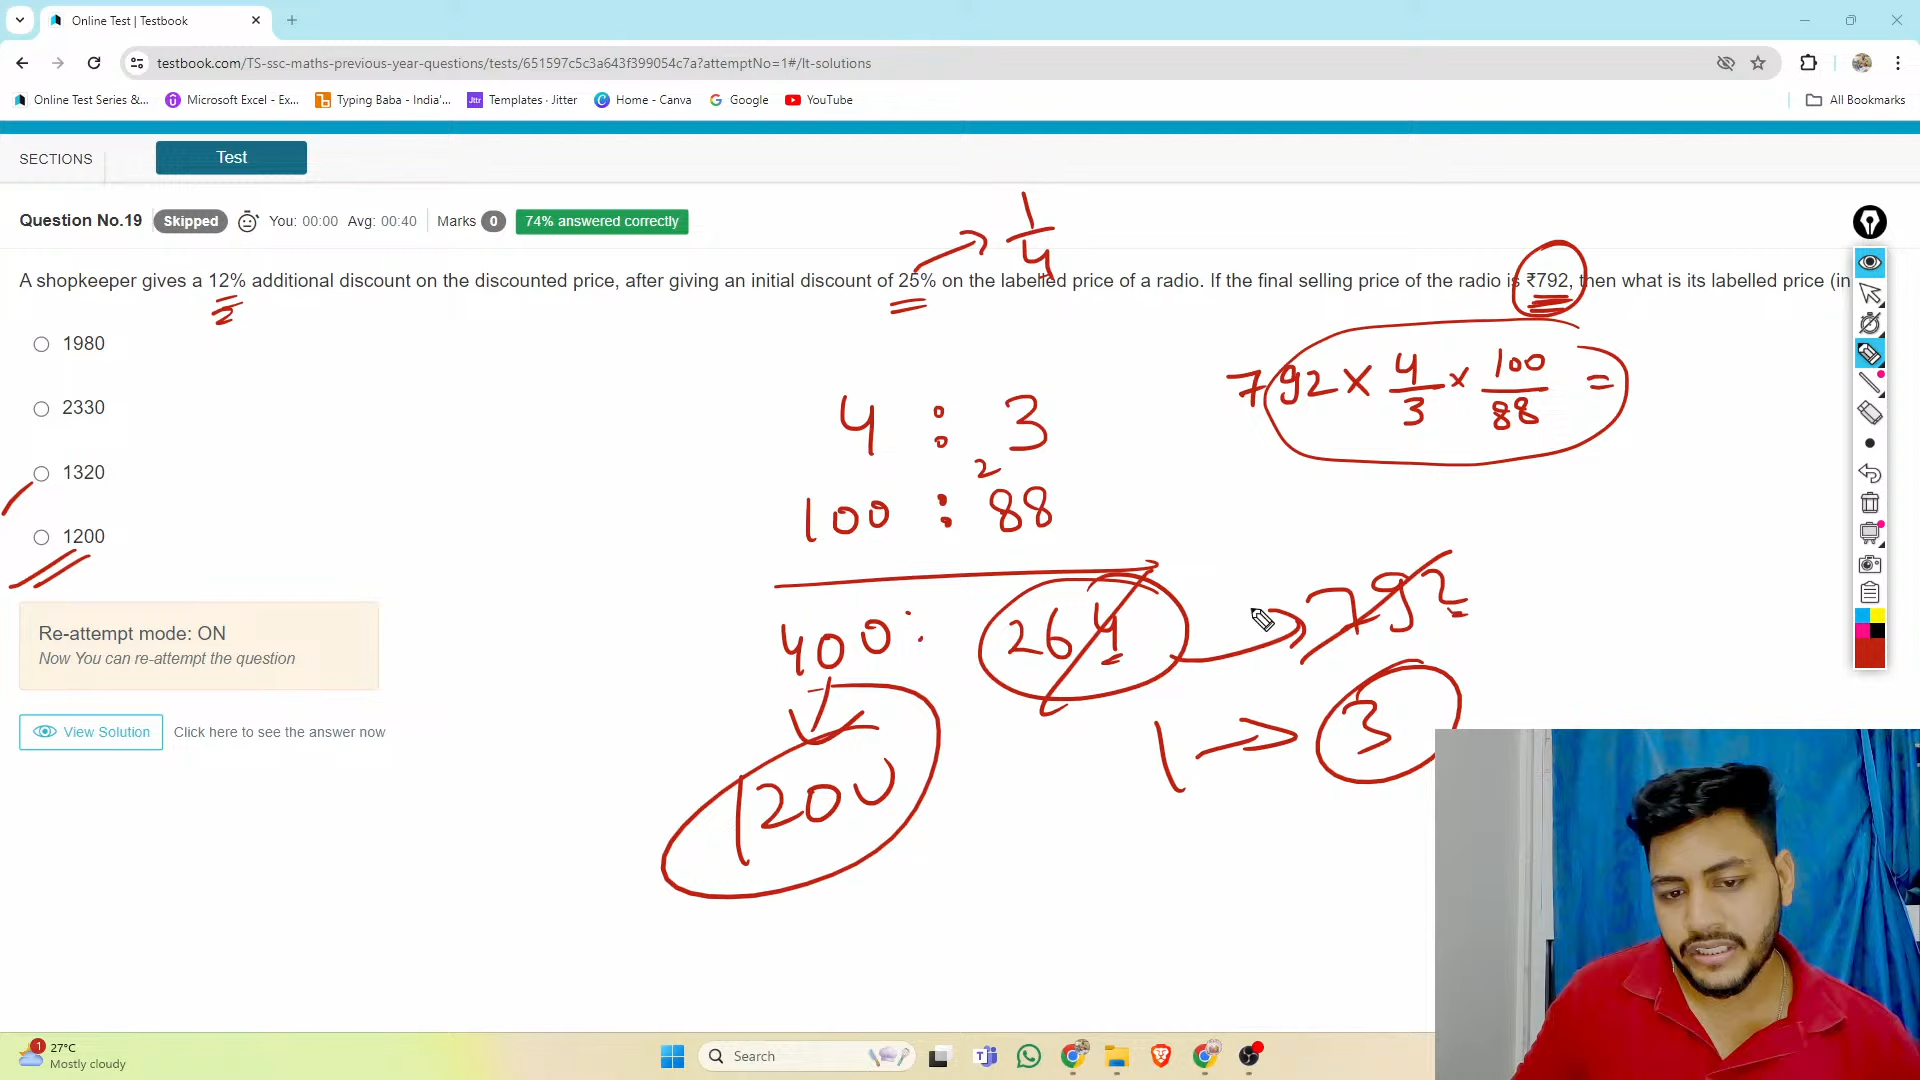 Online Test | Testbook
testbook.com/TS-ssc-maths-previous-year-questions/tests/651597c5c3a643f399054c7a?attemptNo=1#/lt-solutions
Online Test Series &... Microsoft Excel - Ex... Typing Baba - India'... Jitter Templates · Jitter Home - Canva Google YouTube All Bookmarks
SECTIONS Test
Question No.19 Skipped You: 00:00 Avg: 00:40 Marks 0 74% answered correctly
1/4
A shopkeeper gives a 12% additional discount on the discounted price, after giving an initial discount of 25% on the labelled price of a radio. If the final selling price of the radio is ₹792, then what is its labelled price (in
1980
2330
1320
1200
792 × 4/3 × 100/88 =
4 : 3
2
100 : 88
400 : 264 → 792
1 → 3
1200
Re-attempt mode: ON
Now You can re-attempt the question
View Solution Click here to see the answer now
1 27°C
Mostly cloudy
Search